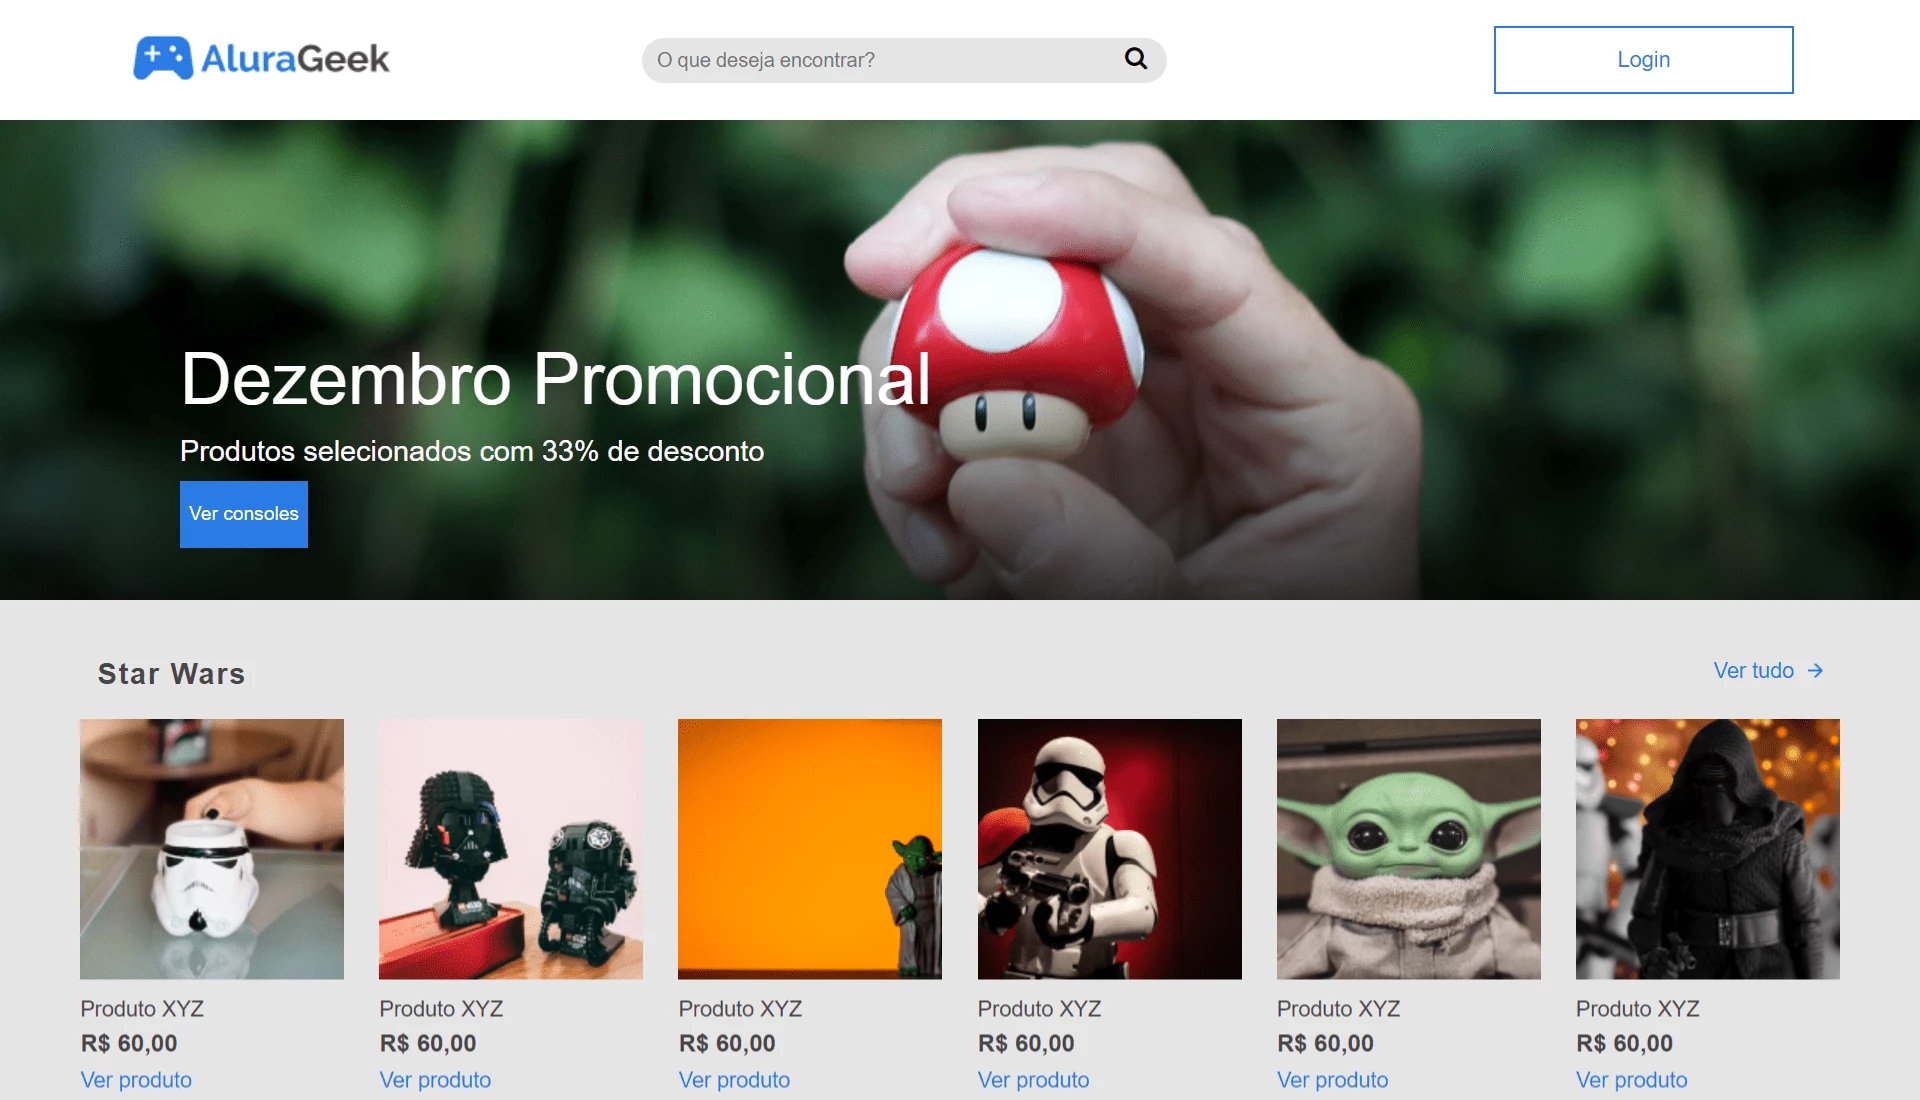 AluraGeek
O que deseja encontrar?
Login
Dezembro Promocional
Produtos selecionados com 33% de desconto
Ver consoles
Star Wars
Ver tudo →
Produto XYZ
R$ 60,00
Ver produto
Produto XYZ
R$ 60,00
Ver produto
Produto XYZ
R$ 60,00
Ver produto
Produto XYZ
R$ 60,00
Ver produto
Produto XYZ
R$ 60,00
Ver produto
Produto XYZ
R$ 60,00
Ver produto